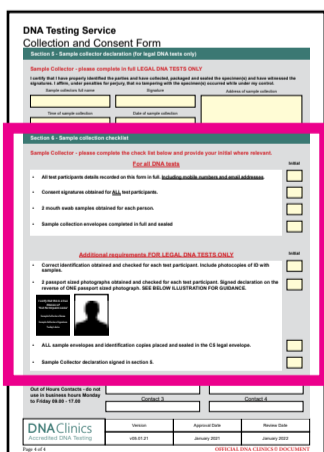 DNA Testing Service
Collection and Consent Form
Section 5 - Sample collector declaration (for legal DNA tests only)
Sample Collector - please complete in full LEGAL DNA TESTS ONLY
I certify that I have properly identified the parties and have collected, packaged and sealed the specimen(s) and have witnessed the
signatures. I affirm, under penalties for perjury, that no tampering with the specimen(s) occurred while under my control.
Sample collectors full name
Signature
Address of sample collection
Time of sample collection
Date of sample collection
Section 6 - Sample collection checklist
Sample Collector - please complete the check list below and provide your initial where relevant.
For all DNA tests
Initial
• All test participants details recorded on this form in full. Including mobile numbers and email addresses
• Consent signatures obtained for ALL test participants.
• 2 mouth swab samples obtained for each person.
• Sample collection envelopes completed in full and sealed
Additional requirements FOR LEGAL DNA TESTS ONLY
Initial
• Correct identification obtained and checked for each test participant. Include photocopies of ID with
samples.
• 2 passport sized photographs obtained and checked for each test participant. Signed declaration on the
reverse of ONE passport sized photograph. SEE BELOW ILLUSTRATION FOR GUIDANCE.
• ALL sample envelopes and identification copies placed and sealed in the CS legal envelope.
• Sample Collector declaration signed in section 5.
Out of Hours Contacts - do not
use in business hours Monday
to Friday 09.00 - 17.00
Contact 3
Contact 4
DNAClinics
Accredited DNA Testing
Version
Approval Date
Review Date
v09.01.21
January 2021
January 2022
Page 4 of 4
OFFICIAL DNA CLINICS © DOCUMENT